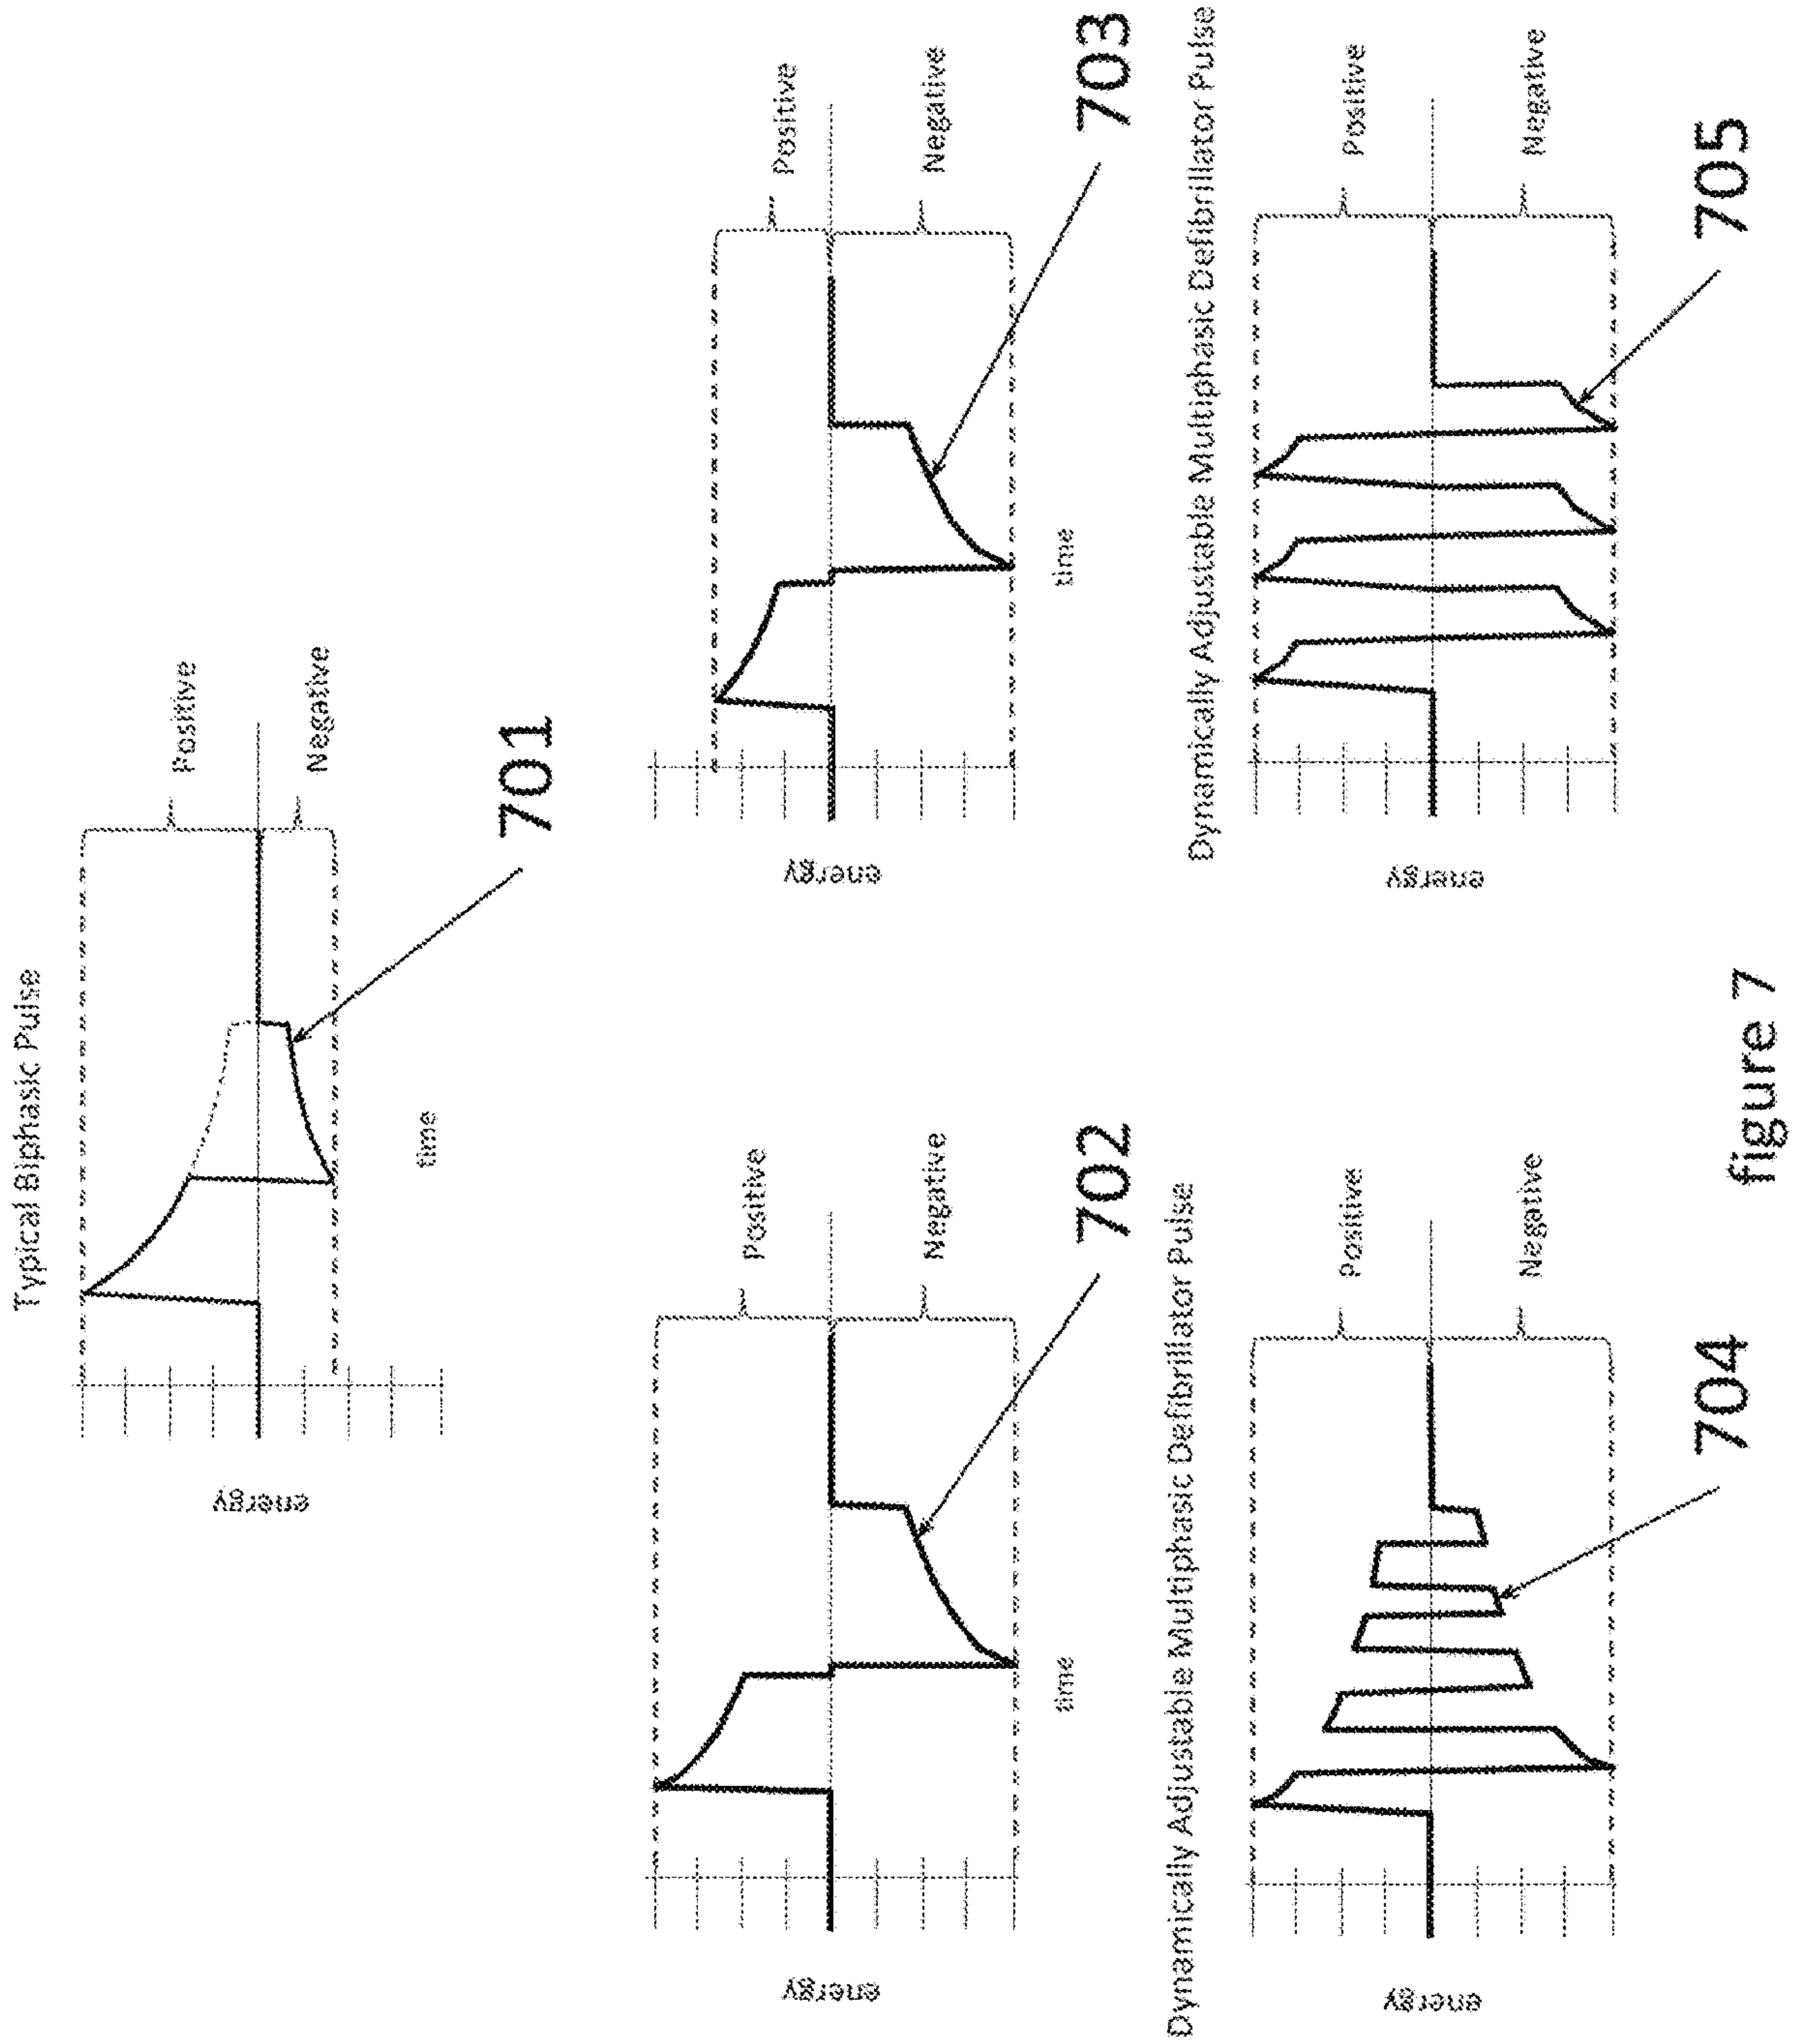 Typical Biphasic Pulse
energy
Positive
Negative
time
701
energy
Positive
Negative
time
702
energy
Positive
Negative
time
703
Dynamically Adjustable Multiphasic Defibrillator Pulse
energy
Positive
Negative
704
Dynamically Adjustable Multiphasic Defibrillator Pulse
energy
Positive
Negative
705
figure 7